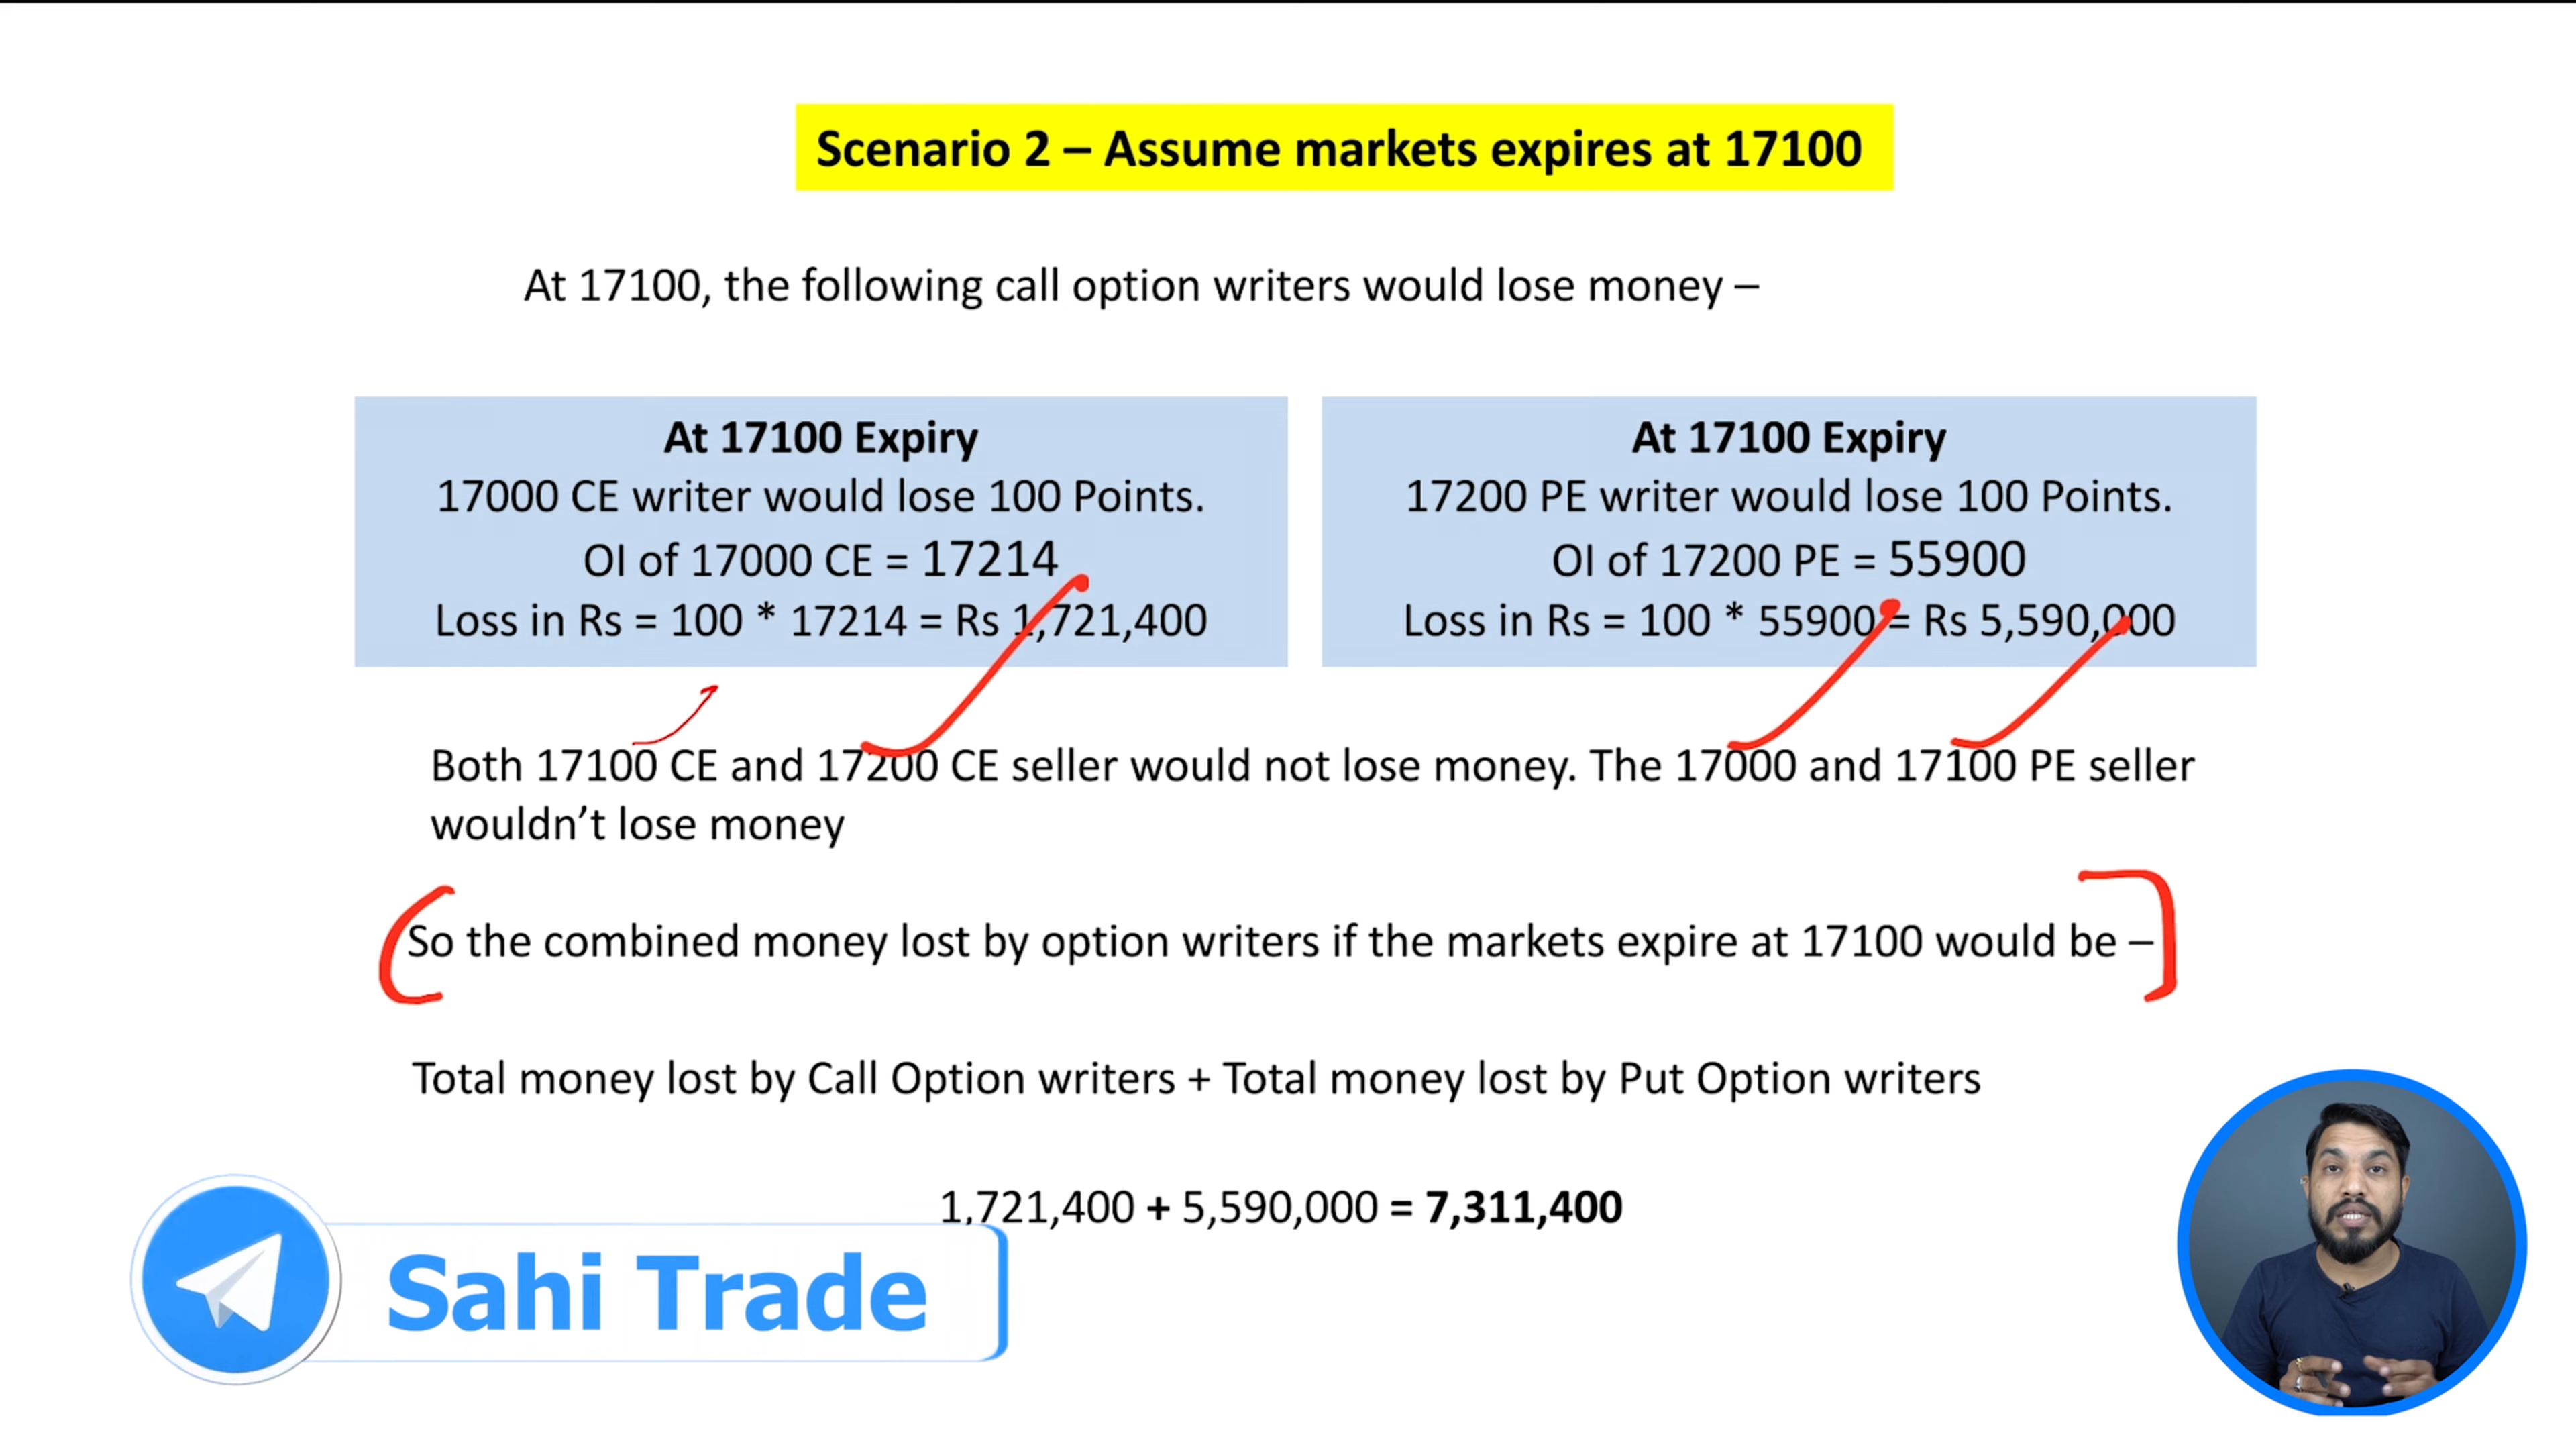 Scenario 2 – Assume markets expires at 17100
At 17100, the following call option writers would lose money –
At 17100 Expiry
17000 CE writer would lose 100 Points.
OI of 17000 CE = 17214
Loss in Rs = 100 * 17214 = Rs 1,721,400
At 17100 Expiry
17200 PE writer would lose 100 Points.
OI of 17200 PE = 55900
Loss in Rs = 100 * 55900 = Rs 5,590,000
Both 17100 CE and 17200 CE seller would not lose money. The 17000 and 17100 PE seller
wouldn’t lose money
So the combined money lost by option writers if the markets expire at 17100 would be –
Total money lost by Call Option writers + Total money lost by Put Option writers
1,721,400 + 5,590,000 = 7,311,400
Sahi Trade